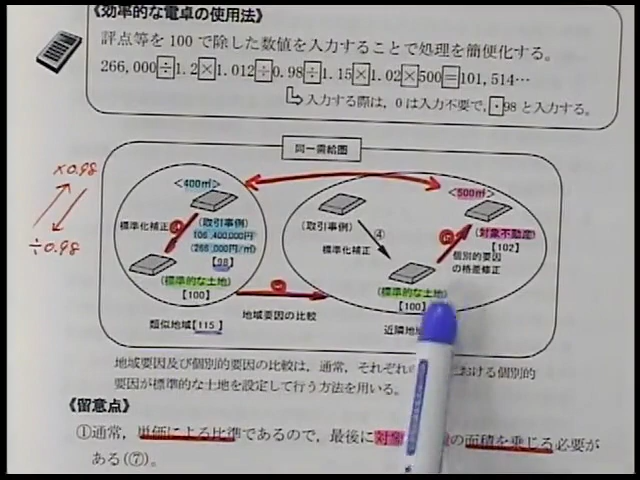 《効率的な電卓の使用法》
評点等を100で除した数値を入力することで処理を簡便化する。
266,000÷1.2×1.012÷0.98÷1.15×1.02×500=101,514…
入力する際は，0は入力不要で，・98と入力する。
同一需給圏
×0.98
÷0.98
<400㎡>
(取引事例)
106,400,000円
(266,000円/㎡)
[98]
標準化補正
(標準的な土地)
[100]
類似地域[115]
地域要因の比較
<500㎡>
(取引事例)
④
標準化補正
(対象不動産)
[102]
個別的要因
の格差修正
(標準的な土地)
[100]
近隣地
地域要因及び個別的要因の比較は，通常，それぞれ
における個別的
要因が標準的な土地を設定して行う方法を用いる。
《留意点》
①通常，単価による比準であるので，最後に対象
の面積を乗じる必要が
ある(⑦)。